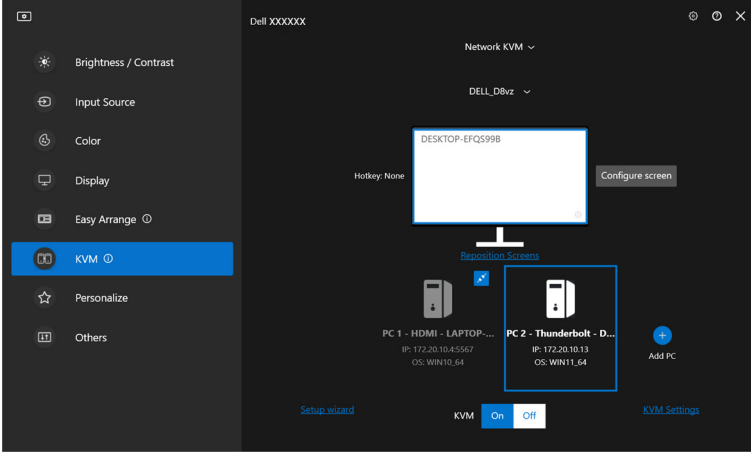 Dell XXXXXX
Brightness / Contrast
Input Source
Color
Display
Easy Arrange
KVM
Personalize
Others
Network KVM
DELL_D8vz
DESKTOP-EFQS99B
Hotkey: None
Configure screen
Reposition Screens
PC 1 - HDMI - LAPTOP-...
IP: 172.20.10.4:5567
OS: WIN10_64
PC 2 - Thunderbolt - D...
IP: 172.20.10.13
OS: WIN11_64
Add PC
Setup wizard
KVM On Off
KVM Settings